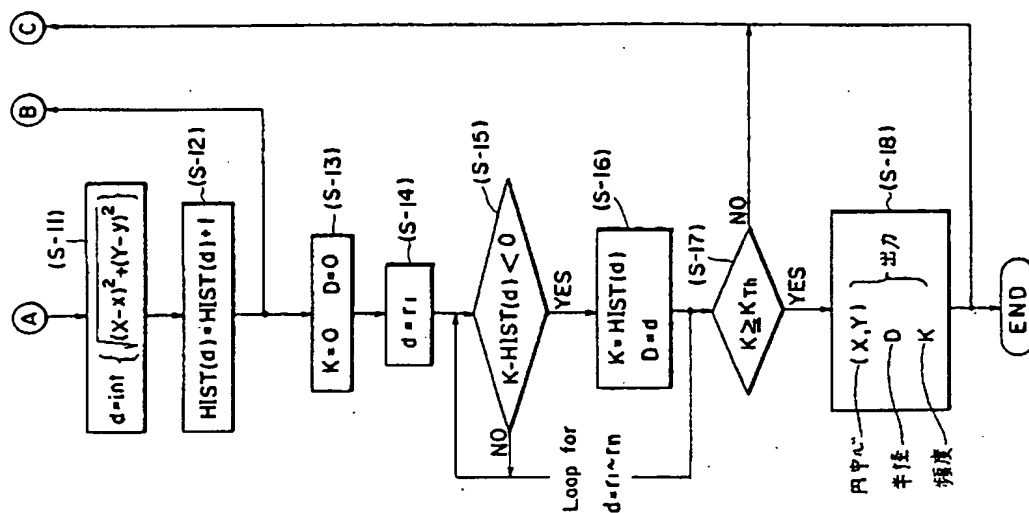 A
B
C
(S-11)
d=int{√(X-x)²+(Y-y)²}
(S-12)
HIST(d)=HIST(d)+1
(S-13)
K=0 D=0
(S-14)
d=r1
(S-15)
K-HIST(d)<0
NO
YES
(S-16)
K=HIST(d)
D=d
Loop for
d=r1~rn
(S-17)
K≧KTh
NO
YES
(S-18)
円中心 (X,Y)
半径 D
頻度 K
出力
END